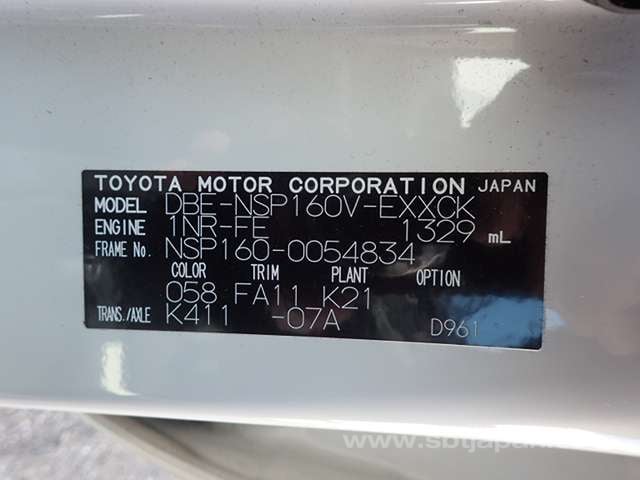 TOYOTA MOTOR CORPORATION JAPAN
MODEL DBE-NSP160V-EXXCK
ENGINE 1NR-FE 1329 mL
FRAME No. NSP160-0054834
COLOR TRIM PLANT OPTION
058 FA11 K21
TRANS./AXLE K411 -07A D961
www.sbtjapan.